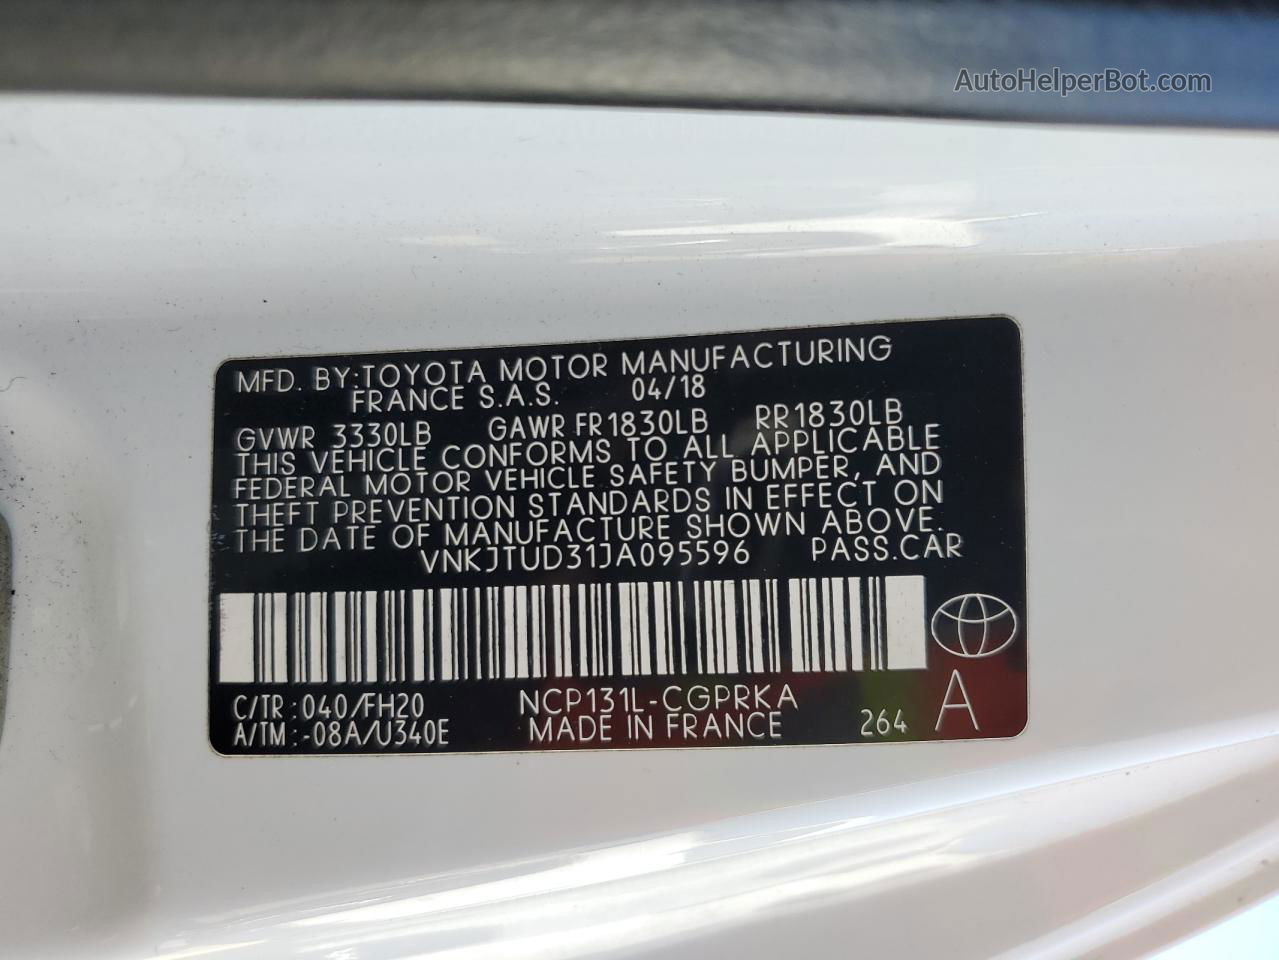 AutoHelperBot.com
MFD. BY:TOYOTA MOTOR MANUFACTURING
FRANCE S.A.S. 04/18
GVWR 3330LB GAWR FR1830LB RR1830LB
THIS VEHICLE CONFORMS TO ALL APPLICABLE
FEDERAL MOTOR VEHICLE SAFETY BUMPER, AND
THEFT PREVENTION STANDARDS IN EFFECT ON
THE DATE OF MANUFACTURE SHOWN ABOVE.
VNKJTUD31JA095596 PASS.CAR
C/TR: 040/FH20 NCP131L-CGPRKA
A/TM: -08A/U340E MADE IN FRANCE 264 A